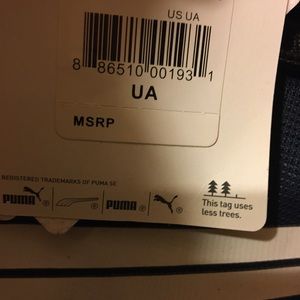 US UA
8 86510 00193 1
UA
MSRP
REGISTERED TRADEMARKS OF PUMA SE
PUMA ® PUMA ® ®
This tag uses
less trees.